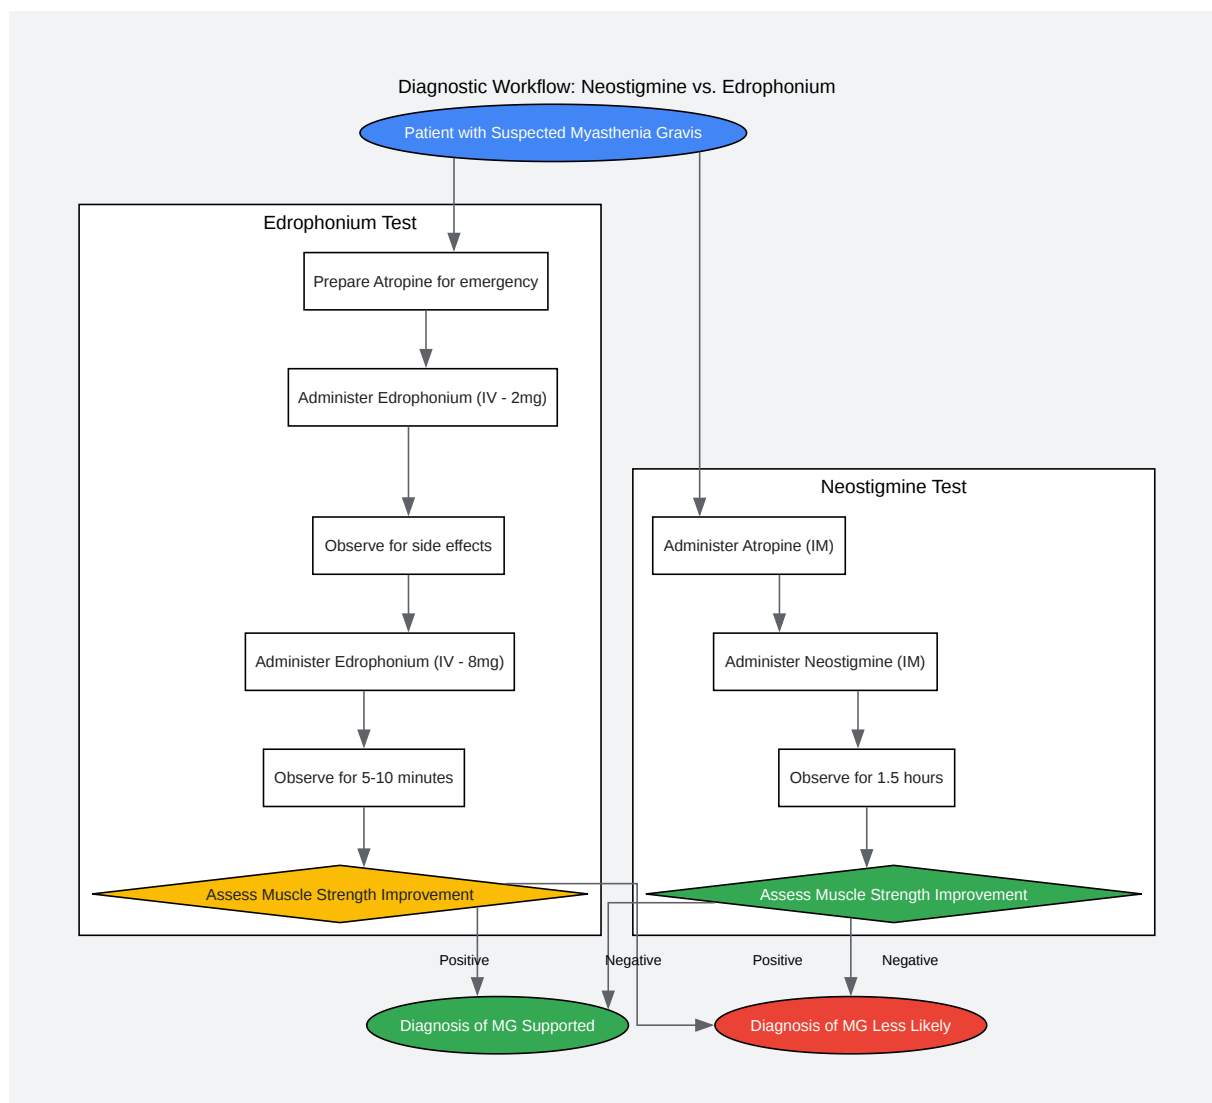 Diagnostic Workflow: Neostigmine vs. Edrophonium
Patient with Suspected Myasthenia Gravis
Edrophonium Test
Prepare Atropine for emergency
Administer Edrophonium (IV - 2mg)
Observe for side effects
Administer Edrophonium (IV - 8mg)
Observe for 5-10 minutes
Assess Muscle Strength Improvement
Neostigmine Test
Administer Atropine (IM)
Administer Neostigmine (IM)
Observe for 1.5 hours
Assess Muscle Strength Improvement
Positive
Negative
Positive
Negative
Diagnosis of MG Supported
Diagnosis of MG Less Likely